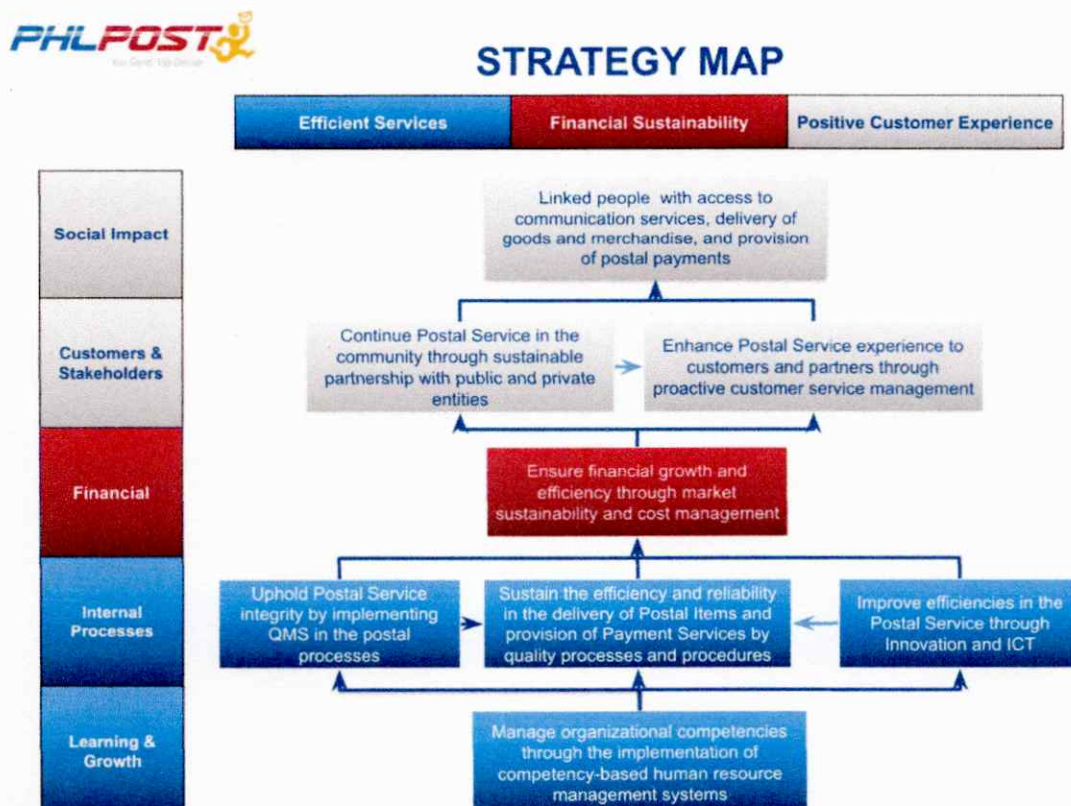 PHLPOST
STRATEGY MAP
Efficient Services
Financial Sustainability
Positive Customer Experience
Social Impact
Linked people with access to
communication services, delivery of
goods and merchandise, and provision
of postal payments
Customers &
Stakeholders
Continue Postal Service in the
community through sustainable
partnership with public and private
entities
Enhance Postal Service experience to
customers and partners through
proactive customer service management
Financial
Ensure financial growth and
efficiency through market
sustainability and cost management
Internal
Processes
Uphold Postal Service
integrity by implementing
QMS in the postal
processes
Sustain the efficiency and reliability
in the delivery of Postal Items and
provision of Payment Services by
quality processes and procedures
Improve efficiencies in the
Postal Service through
Innovation and ICT
Learning &
Growth
Manage organizational competencies
through the implementation of
competency-based human resource
management systems